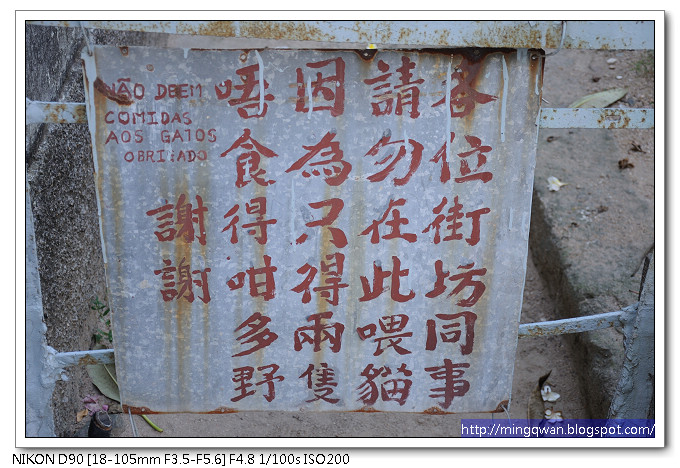 各位街坊同事
請勿在此喂貓
因為只得兩隻
唔食得咁多野
謝謝
NÃO DEEM
COMIDAS
AOS GATOS
OBRIGADO
http://mingqwan.blogspot.com/
NIKON D90 [18-105mm F3.5-F5.6] F4.8 1/100s ISO200